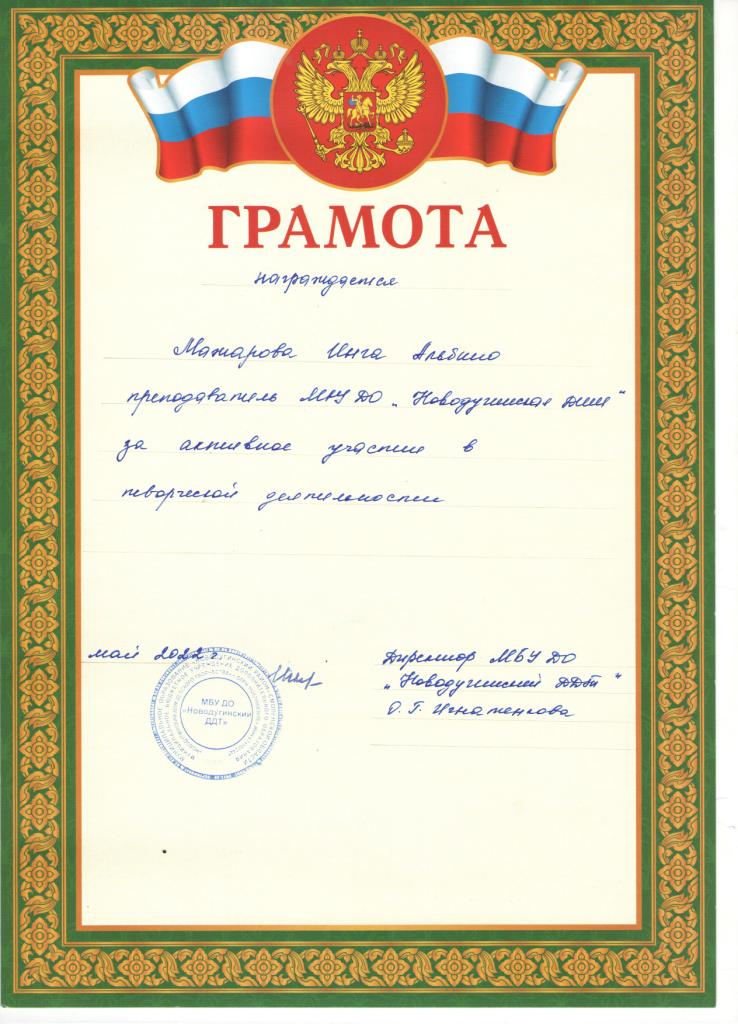 ГРАМОТА
награждается
Мажарова Инга Альбино
преподаватель МБУ ДО „Новодугинская ДШИ“
за активное участие в
творческой деятельности
май 2022 г
Директор МБУ ДО
„Новодугинский ДДТ“
О.Г. Игнатенкова
МБУ ДО
«Новодугинский
ДДТ»